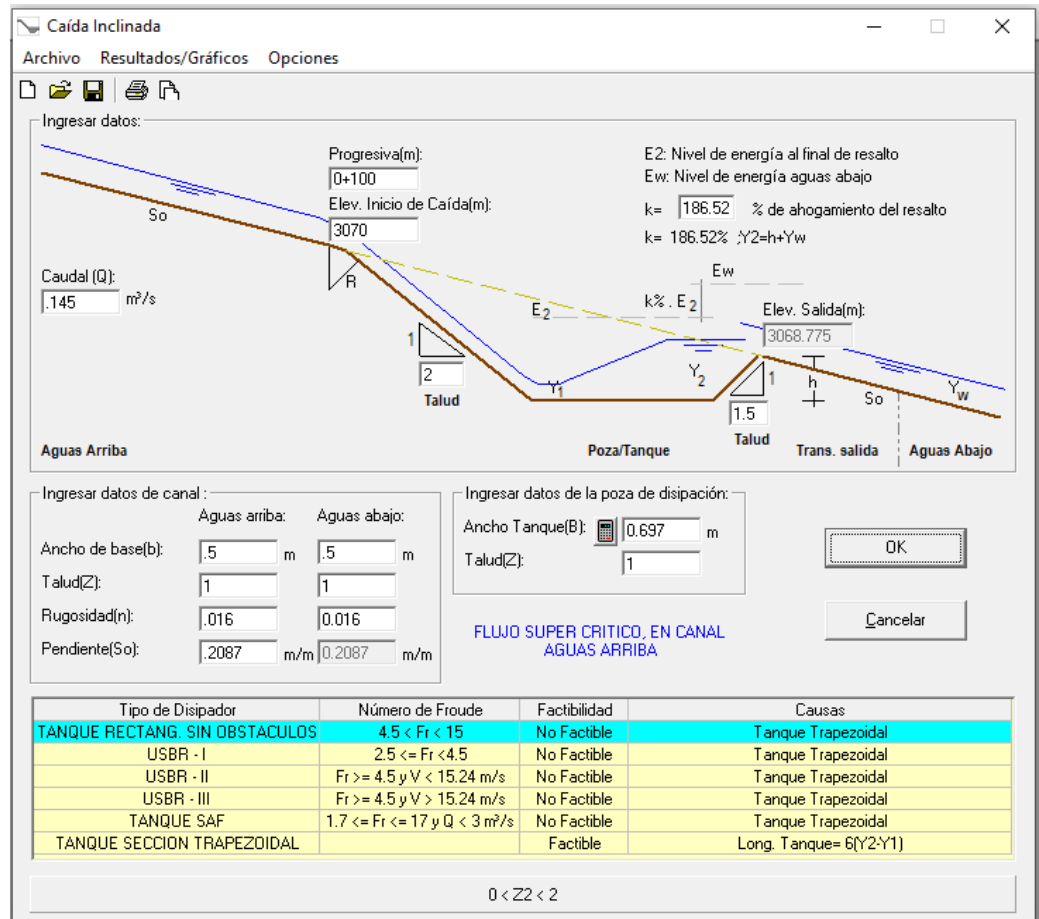 Caída Inclinada
Archivo Resultados/Gráficos Opciones
Ingresar datos:
Progresiva(m):
0+100
Elev. Inicio de Caída(m):
3070
E2: Nivel de energía al final de resalto
Ew: Nivel de energía aguas abajo
k= 186.52 % de ahogamiento del resalto
k= 186.52% ;Y2=h+Yw
So
R
Caudal (Q):
.145 m³/s
Ew
E2
k% . E2
Elev. Salida(m):
3068.775
1
2
Talud
Y1
Y2
1
1.5
Talud
h
So
Yw
Aguas Arriba
Poza/Tanque
Trans. salida
Aguas Abajo
Ingresar datos de canal :
Aguas arriba: Aguas abajo:
Ancho de base(b): .5 m .5 m
Talud(Z): 1 1
Rugosidad(n): .016 0.016
Pendiente(So): .2087 m/m 0.2087 m/m
Ingresar datos de la poza de disipación:
Ancho Tanque(B): 0.697 m
Talud(Z): 1
FLUJO SUPER CRITICO, EN CANAL
AGUAS ARRIBA
OK
Cancelar
Tipo de Disipador Número de Froude Factibilidad Causas
TANQUE RECTANG. SIN OBSTACULOS 4.5 < Fr < 15 No Factible Tanque Trapezoidal
USBR - I 2.5 <= Fr <4.5 No Factible Tanque Trapezoidal
USBR - II Fr >= 4.5 y V < 15.24 m/s No Factible Tanque Trapezoidal
USBR - III Fr >= 4.5 y V > 15.24 m/s No Factible Tanque Trapezoidal
TANQUE SAF 1.7 <= Fr <= 17 y Q < 3 m³/s No Factible Tanque Trapezoidal
TANQUE SECCION TRAPEZOIDAL Factible Long. Tanque= 6(Y2-Y1)
0 < Z2 < 2